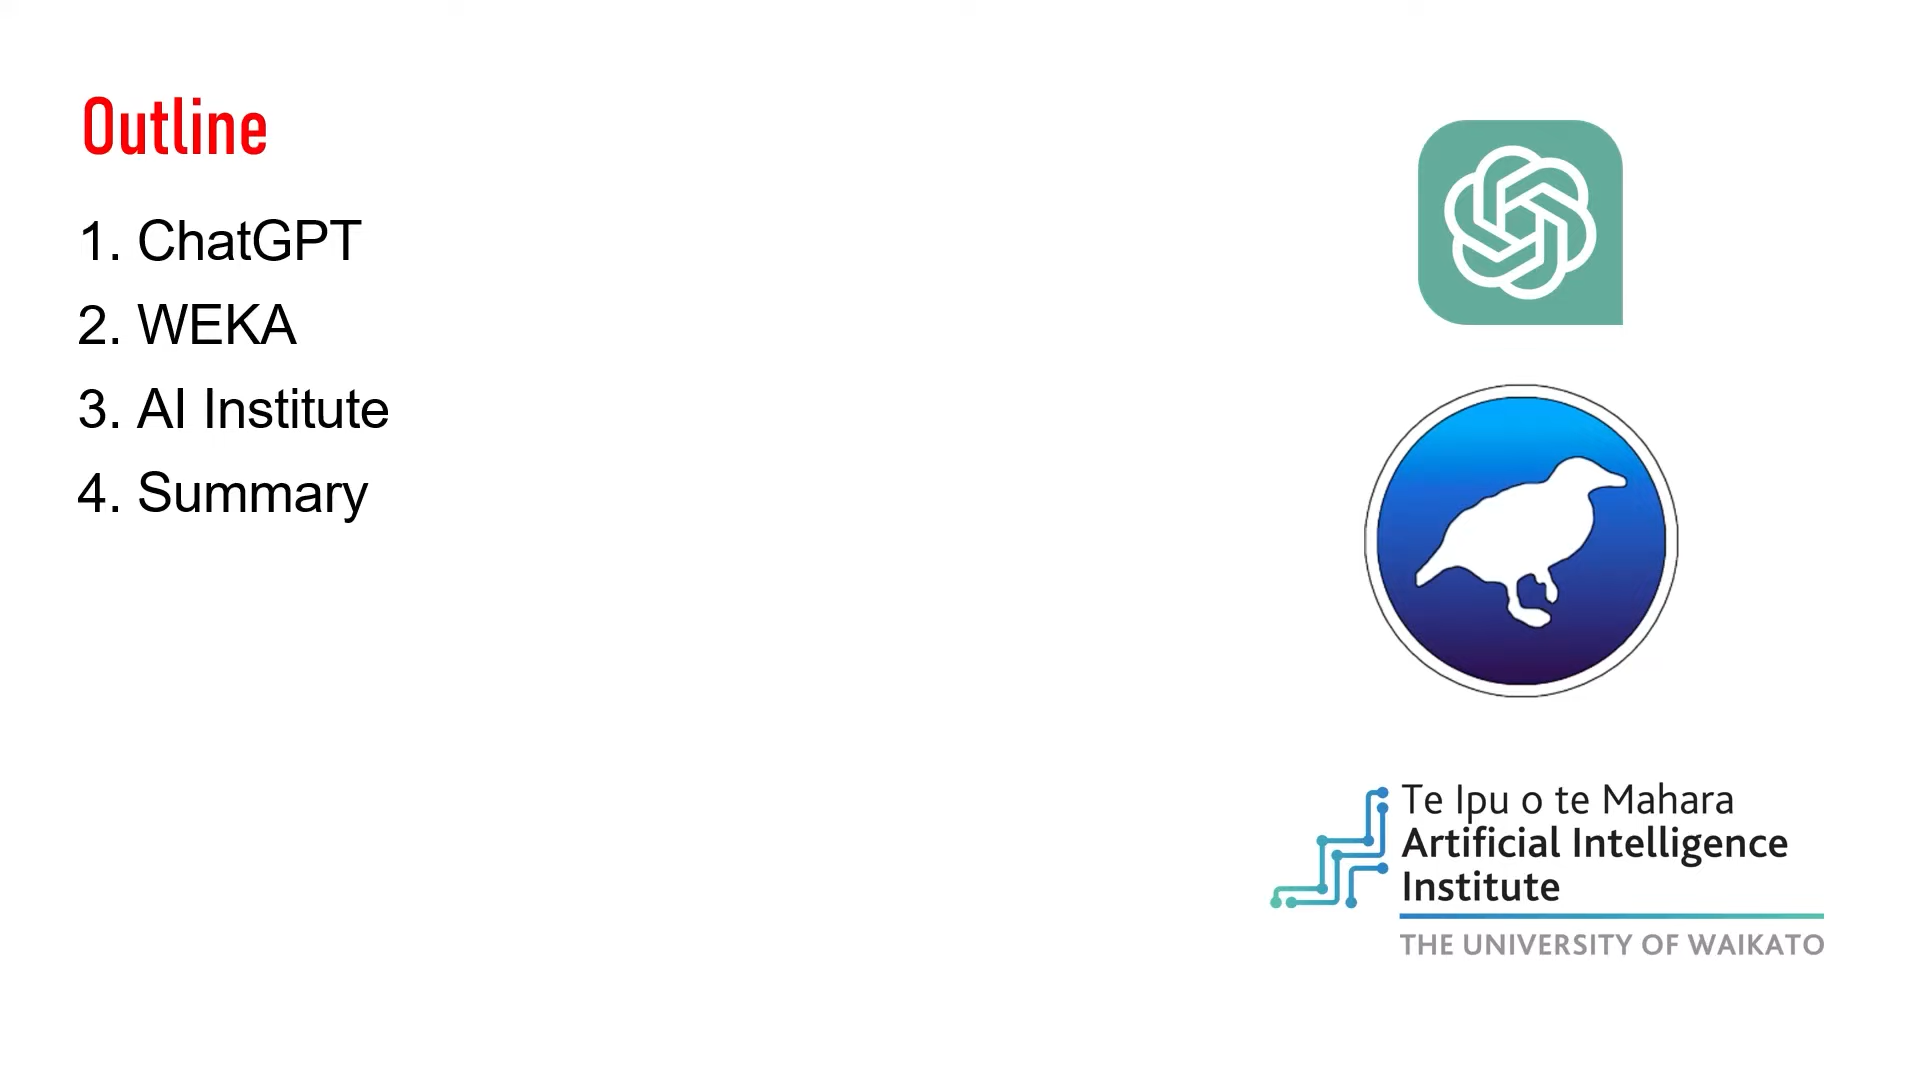 Outline
1. ChatGPT
2. WEKA
3. AI Institute
4. Summary
Te Ipu o te Mahara
Artificial Intelligence
Institute
THE UNIVERSITY OF WAIKATO